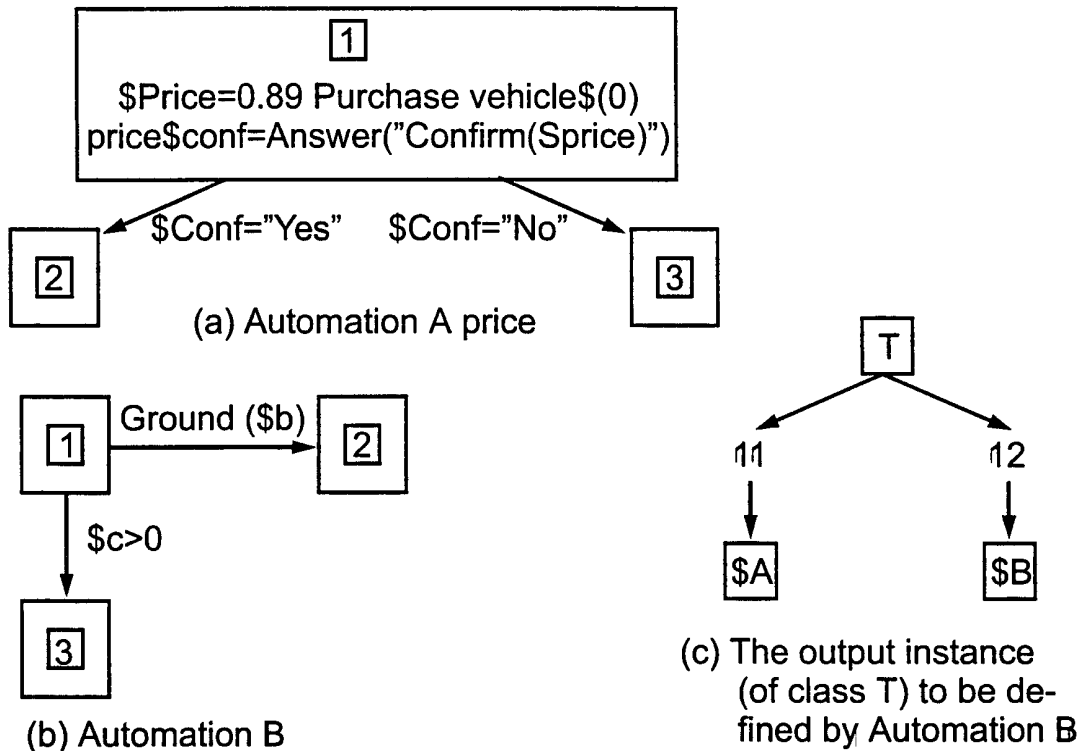 1
$Price=0.89 Purchase vehicle$(0)
price$conf=Answer("Confirm(Sprice)")
$Conf="Yes"
$Conf="No"
2
3
(a) Automation A price
1
Ground ($b)
2
$c>0
3
(b) Automation B
T
11
12
$A
$B
(c) The output instance
(of class T) to be de-
fined by Automation B